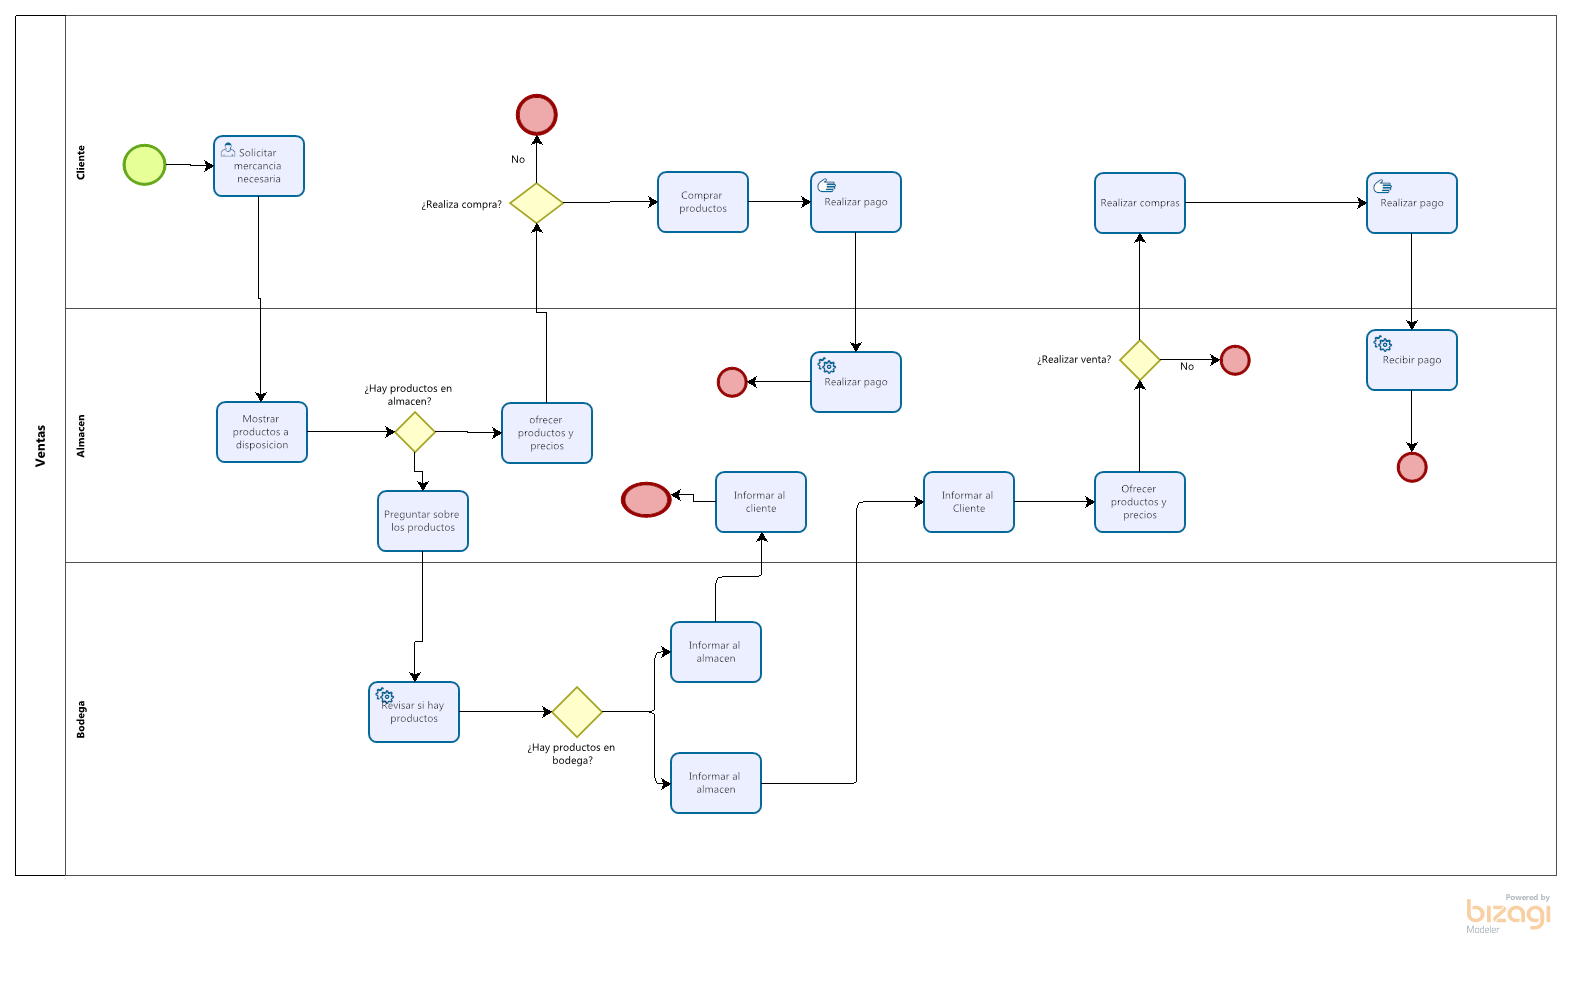 Ventas
Cliente
Solicitar
mercancia
necesaria
No
¿Realiza compra?
Comprar
productos
Realizar pago
Realizar compras
Realizar pago
Almacen
Mostrar
productos a
disposicion
¿Hay productos en
almacen?
ofrecer
productos y
precios
Preguntar sobre
los productos
Realizar pago
¿Realizar venta?
No
Recibir pago
Informar al
cliente
Informar al
Cliente
Ofrecer
productos y
precios
Bodega
Revisar si hay
productos
¿Hay productos en
bodega?
Informar al
almacen
Informar al
almacen
Powered by
bizagi
Modeler